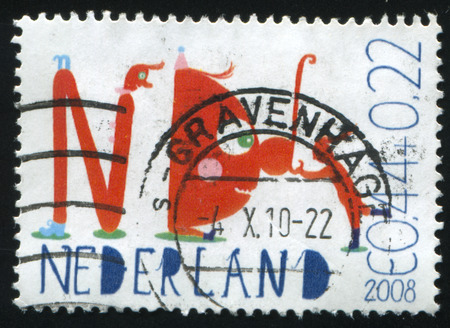 NEDERLAND
€0,44+0,22
2008
's-GRAVENHAGE
-4 X.10-22